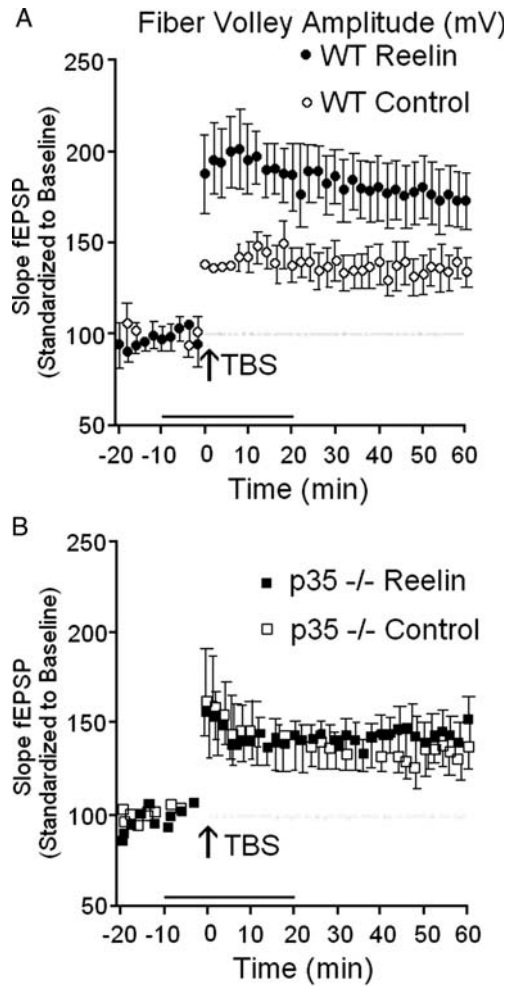 A
Fiber Volley Amplitude (mV)
WT Reelin
WT Control
Slope fEPSP
(Standardized to Baseline)
250
200
150
100
50
TBS
-20 -10 0 10 20 30 40 50 60
Time (min)
B
p35 -/- Reelin
p35 -/- Control
Slope fEPSP
(Standardized to Baseline)
250
200
150
100
50
TBS
-20 -10 0 10 20 30 40 50 60
Time (min)